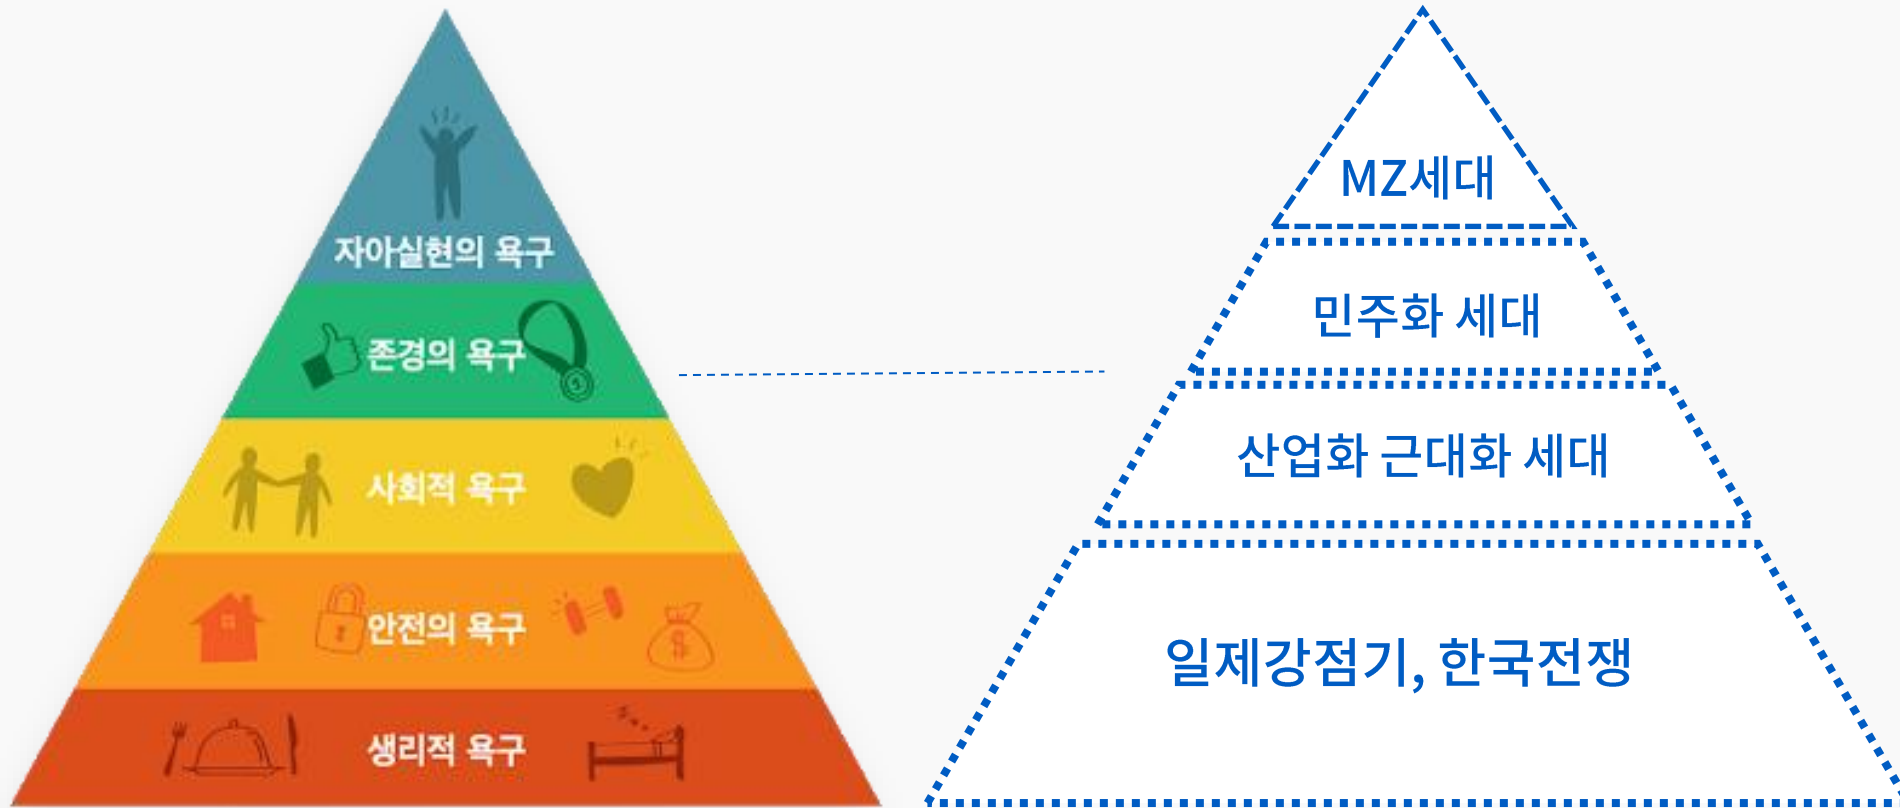 자아실현의 욕구
존경의 욕구
사회적 욕구
안전의 욕구
생리적 욕구
MZ세대
민주화 세대
산업화 근대화 세대
일제강점기, 한국전쟁